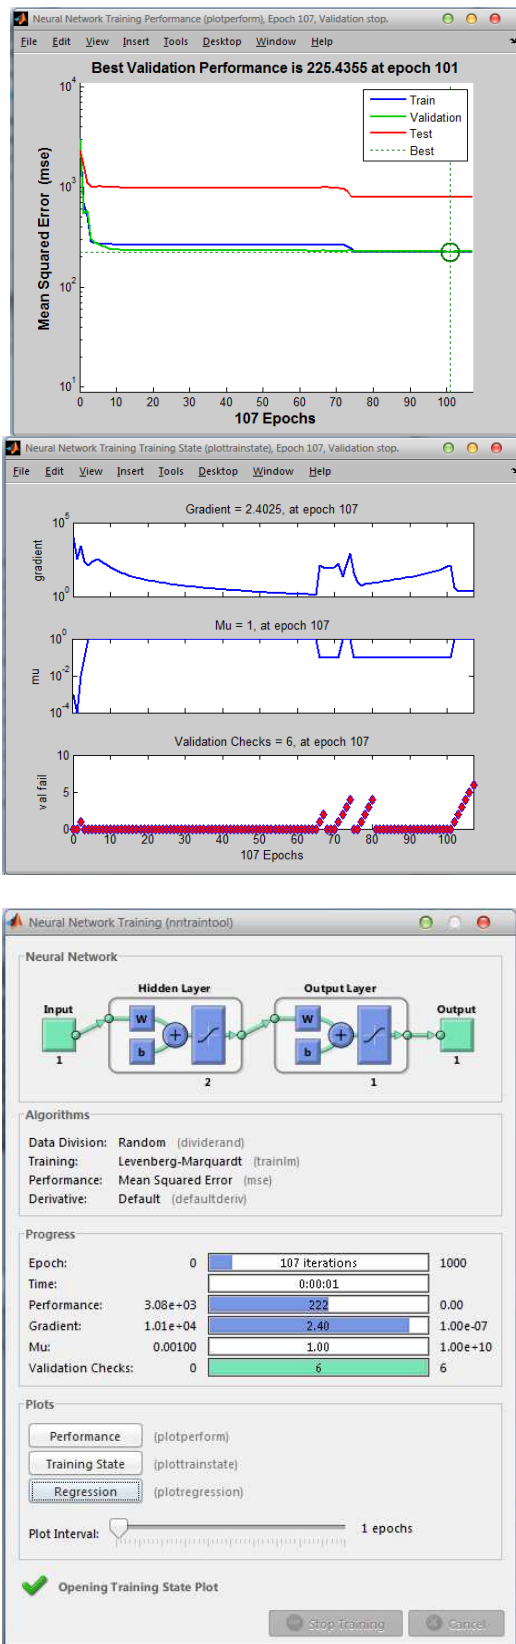 Neural Network Training Performance (plotperform), Epoch 107, Validation stop.
File Edit View Insert Tools Desktop Window Help
Best Validation Performance is 225.4355 at epoch 101
Mean Squared Error (mse)
10^4
10^3
10^2
10^1
Train
Validation
Test
Best
0 10 20 30 40 50 60 70 80 90 100
107 Epochs
Neural Network Training Training State (plottrainstate), Epoch 107, Validation stop.
File Edit View Insert Tools Desktop Window Help
Gradient = 2.4025, at epoch 107
gradient
10^5
10^0
Mu = 1, at epoch 107
mu
10^0
10^-2
10^-4
Validation Checks = 6, at epoch 107
val fail
10
5
0
0 10 20 30 40 50 60 70 80 90 100
107 Epochs
Neural Network Training (nntraintool)
Neural Network
Hidden Layer Output Layer
Input Output
W W
b b
1 2 1 1
Algorithms
Data Division: Random (dividerand)
Training: Levenberg-Marquardt (trainlm)
Performance: Mean Squared Error (mse)
Derivative: Default (defaultderiv)
Progress
Epoch: 0 107 iterations 1000
Time: 0:00:01
Performance: 3.08e+03 222 0.00
Gradient: 1.01e+04 2.40 1.00e-07
Mu: 0.00100 1.00 1.00e+10
Validation Checks: 0 6 6
Plots
Performance (plotperform)
Training State (plottrainstate)
Regression (plotregression)
Plot Interval: 1 epochs
Opening Training State Plot
Stop Training Cancel